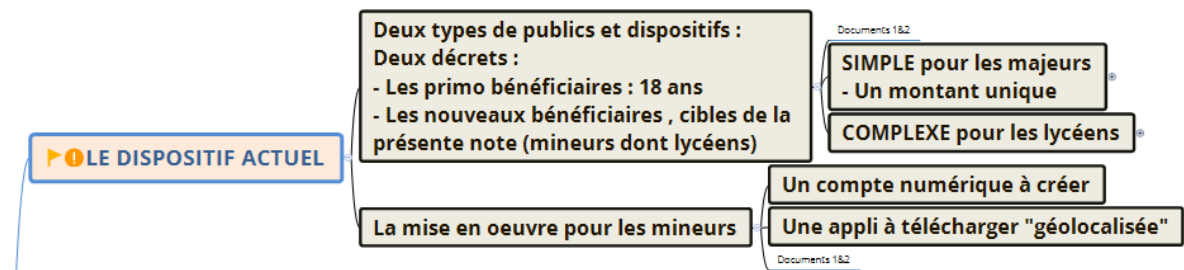 LE DISPOSITIF ACTUEL
Deux types de publics et dispositifs :
Deux décrets :
- Les primo bénéficiaires : 18 ans
- Les nouveaux bénéficiaires , cibles de la
présente note (mineurs dont lycéens)
Documents 1&2
SIMPLE pour les majeurs
- Un montant unique
COMPLEXE pour les lycéens
La mise en oeuvre pour les mineurs
Un compte numérique à créer
Une appli à télécharger "géolocalisée"
Documents 1&2